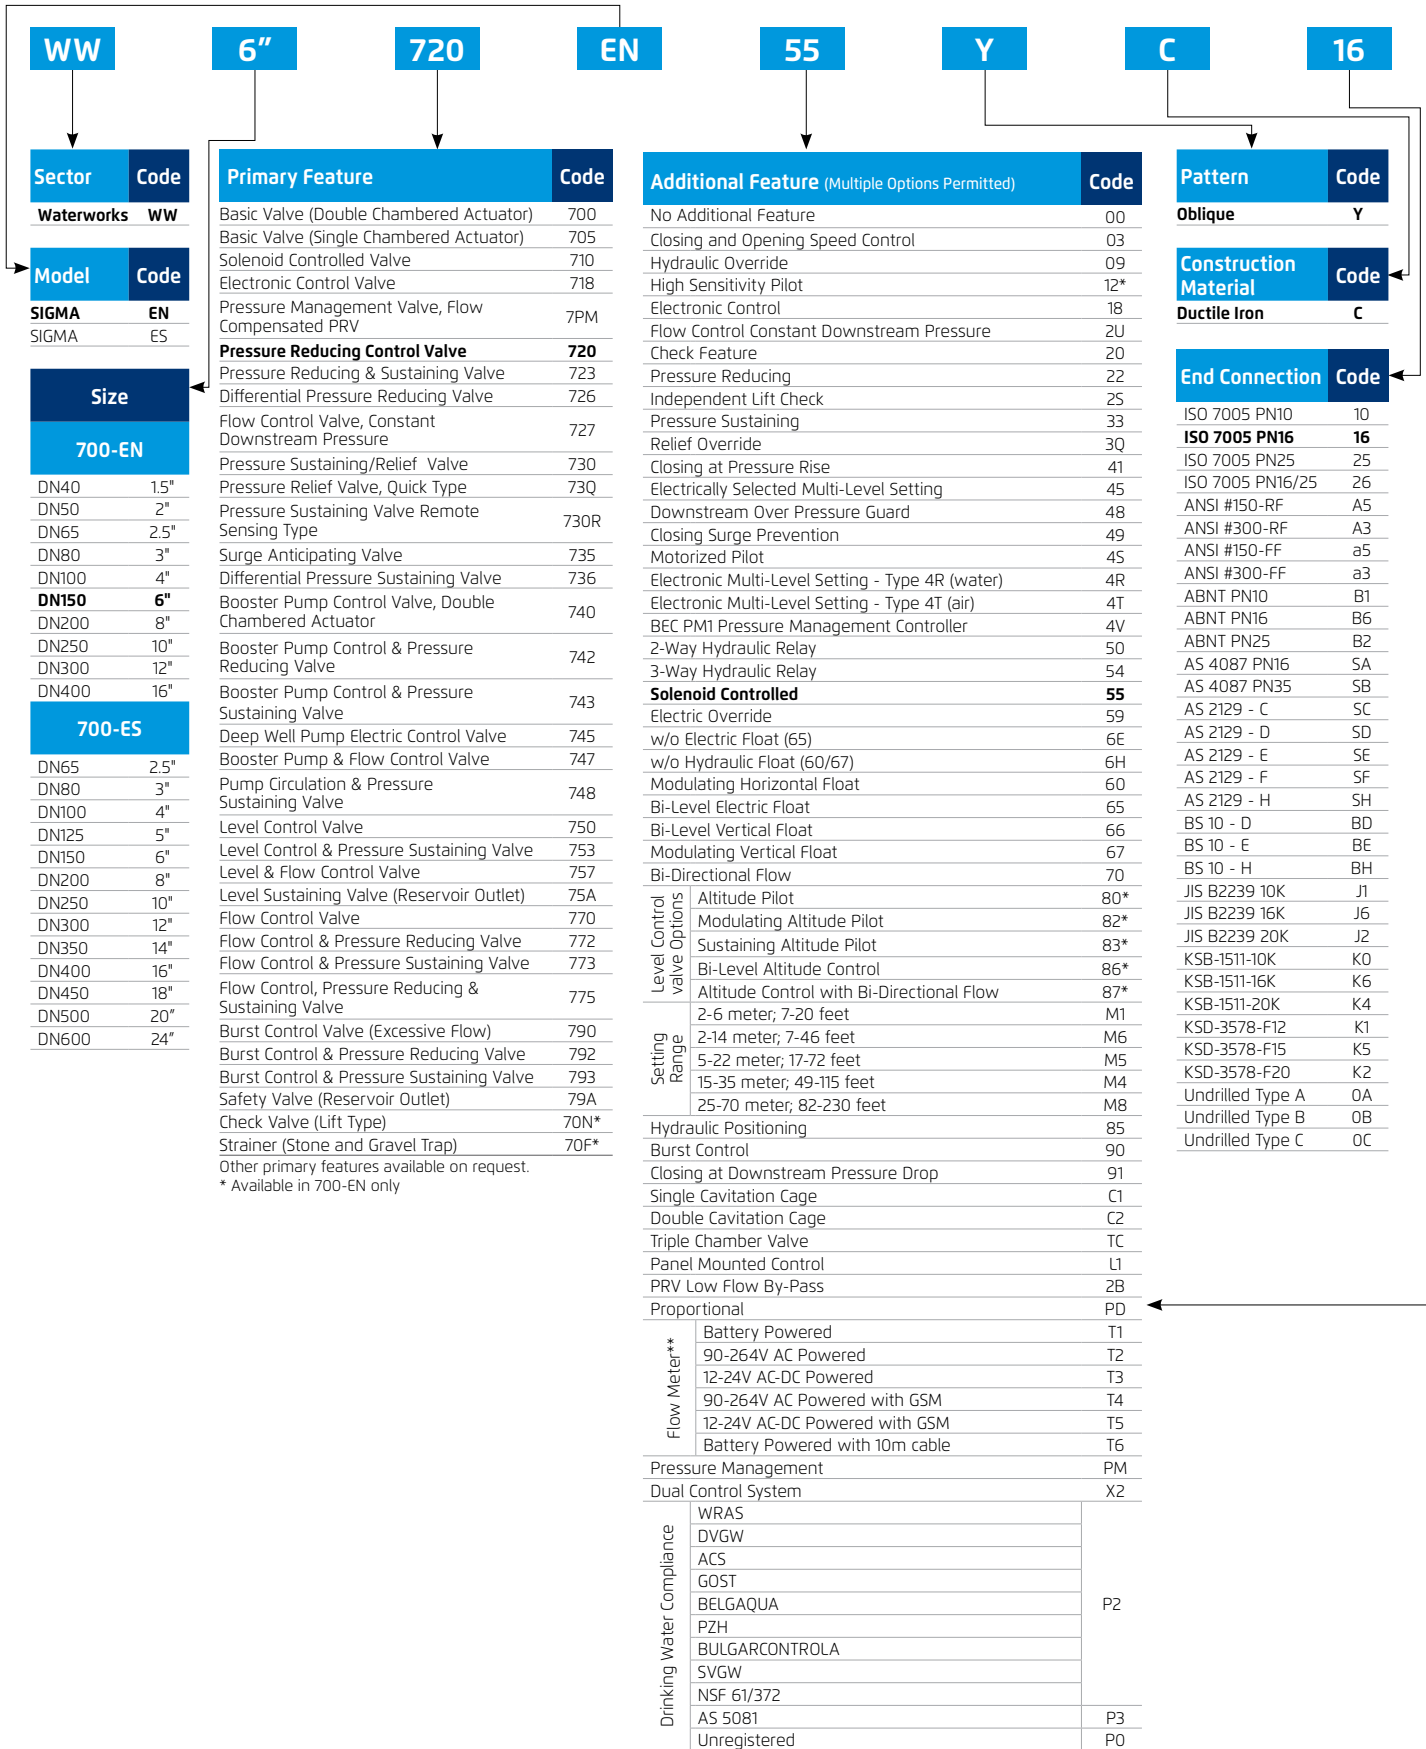 WW 6″ 720 EN 55 Y C 16
Sector Code
Waterworks WW
Model Code
SIGMA EN
SIGMA ES
Size
700-EN
DN40 1.5"
DN50 2"
DN65 2.5"
DN80 3"
DN100 4"
DN150 6"
DN200 8"
DN250 10"
DN300 12"
DN400 16"
700-ES
DN65 2.5"
DN80 3"
DN100 4"
DN125 5"
DN150 6"
DN200 8"
DN250 10"
DN300 12"
DN350 14"
DN400 16"
DN450 18"
DN500 20″
DN600 24″
Primary Feature Code
Basic Valve (Double Chambered Actuator) 700
Basic Valve (Single Chambered Actuator) 705
Solenoid Controlled Valve 710
Electronic Control Valve 718
Pressure Management Valve, Flow
Compensated PRV 7PM
Pressure Reducing Control Valve 720
Pressure Reducing & Sustaining Valve 723
Differential Pressure Reducing Valve 726
Flow Control Valve, Constant
Downstream Pressure 727
Pressure Sustaining/Relief Valve 730
Pressure Relief Valve, Quick Type 73Q
Pressure Sustaining Valve Remote
Sensing Type 730R
Surge Anticipating Valve 735
Differential Pressure Sustaining Valve 736
Booster Pump Control Valve, Double
Chambered Actuator 740
Booster Pump Control & Pressure
Reducing Valve 742
Booster Pump Control & Pressure
Sustaining Valve 743
Deep Well Pump Electric Control Valve 745
Booster Pump & Flow Control Valve 747
Pump Circulation & Pressure
Sustaining Valve 748
Level Control Valve 750
Level Control & Pressure Sustaining Valve 753
Level & Flow Control Valve 757
Level Sustaining Valve (Reservoir Outlet) 75A
Flow Control Valve 770
Flow Control & Pressure Reducing Valve 772
Flow Control & Pressure Sustaining Valve 773
Flow Control, Pressure Reducing &
Sustaining Valve 775
Burst Control Valve (Excessive Flow) 790
Burst Control & Pressure Reducing Valve 792
Burst Control & Pressure Sustaining Valve 793
Safety Valve (Reservoir Outlet) 79A
Check Valve (Lift Type) 70N*
Strainer (Stone and Gravel Trap) 70F*
Other primary features available on request.
* Available in 700-EN only
Additional Feature (Multiple Options Permitted) Code
No Additional Feature 00
Closing and Opening Speed Control 03
Hydraulic Override 09
High Sensitivity Pilot 12*
Electronic Control 18
Flow Control Constant Downstream Pressure 2U
Check Feature 20
Pressure Reducing 22
Independent Lift Check 2S
Pressure Sustaining 33
Relief Override 3Q
Closing at Pressure Rise 41
Electrically Selected Multi-Level Setting 45
Downstream Over Pressure Guard 48
Closing Surge Prevention 49
Motorized Pilot 4S
Electronic Multi-Level Setting - Type 4R (water) 4R
Electronic Multi-Level Setting - Type 4T (air) 4T
BEC PM1 Pressure Management Controller 4V
2-Way Hydraulic Relay 50
3-Way Hydraulic Relay 54
Solenoid Controlled 55
Electric Override 59
w/o Electric Float (65) 6E
w/o Hydraulic Float (60/67) 6H
Modulating Horizontal Float 60
Bi-Level Electric Float 65
Bi-Level Vertical Float 66
Modulating Vertical Float 67
Bi-Directional Flow 70
Level Control
valve Options
Altitude Pilot 80*
Modulating Altitude Pilot 82*
Sustaining Altitude Pilot 83*
Bi-Level Altitude Control 86*
Altitude Control with Bi-Directional Flow 87*
Setting
Range
2-6 meter; 7-20 feet M1
2-14 meter; 7-46 feet M6
5-22 meter; 17-72 feet M5
15-35 meter; 49-115 feet M4
25-70 meter; 82-230 feet M8
Hydraulic Positioning 85
Burst Control 90
Closing at Downstream Pressure Drop 91
Single Cavitation Cage C1
Double Cavitation Cage C2
Triple Chamber Valve TC
Panel Mounted Control L1
PRV Low Flow By-Pass 2B
Proportional PD
Flow Meter**
Battery Powered T1
90-264V AC Powered T2
12-24V AC-DC Powered T3
90-264V AC Powered with GSM T4
12-24V AC-DC Powered with GSM T5
Battery Powered with 10m cable T6
Pressure Management PM
Dual Control System X2
Drinking Water Compliance
WRAS
DVGW
ACS
GOST
BELGAQUA P2
PZH
BULGARCONTROLA
SVGW
NSF 61/372
AS 5081 P3
Unregistered P0
Pattern Code
Oblique Y
Construction
Material Code
Ductile Iron C
End Connection Code
ISO 7005 PN10 10
ISO 7005 PN16 16
ISO 7005 PN25 25
ISO 7005 PN16/25 26
ANSI #150-RF A5
ANSI #300-RF A3
ANSI #150-FF a5
ANSI #300-FF a3
ABNT PN10 B1
ABNT PN16 B6
ABNT PN25 B2
AS 4087 PN16 SA
AS 4087 PN35 SB
AS 2129 - C SC
AS 2129 - D SD
AS 2129 - E SE
AS 2129 - F SF
AS 2129 - H SH
BS 10 - D BD
BS 10 - E BE
BS 10 - H BH
JIS B2239 10K J1
JIS B2239 16K J6
JIS B2239 20K J2
KSB-1511-10K K0
KSB-1511-16K K6
KSB-1511-20K K4
KSD-3578-F12 K1
KSD-3578-F15 K5
KSD-3578-F20 K2
Undrilled Type A 0A
Undrilled Type B 0B
Undrilled Type C 0C